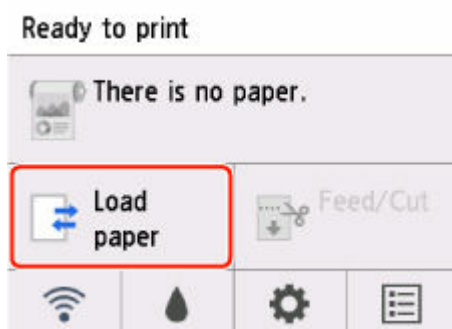 Ready to print
There is no paper.
Load
paper
Feed/Cut